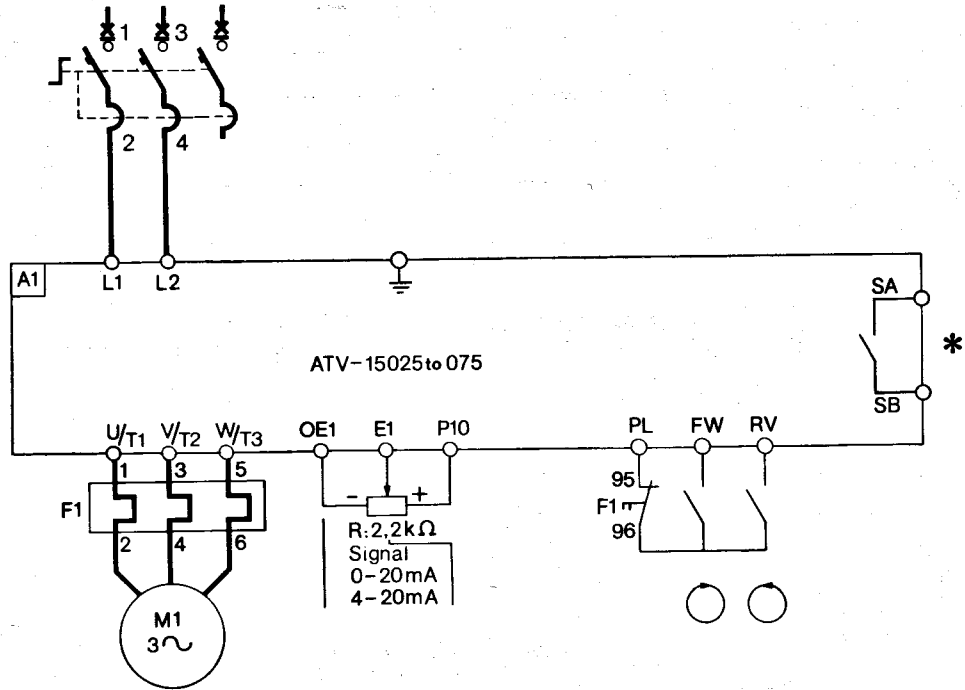 1 3
2 4
A1
L1 L2
SA
ATV-15025 to 075
*
SB
U/T1 V/T2 W/T3 OE1 E1 P10 PL FW RV
1 3 5
- +
95
F1
F1
96
2 4 6
R: 2,2 kΩ
Signal
0-20mA
4-20mA
M1
3~